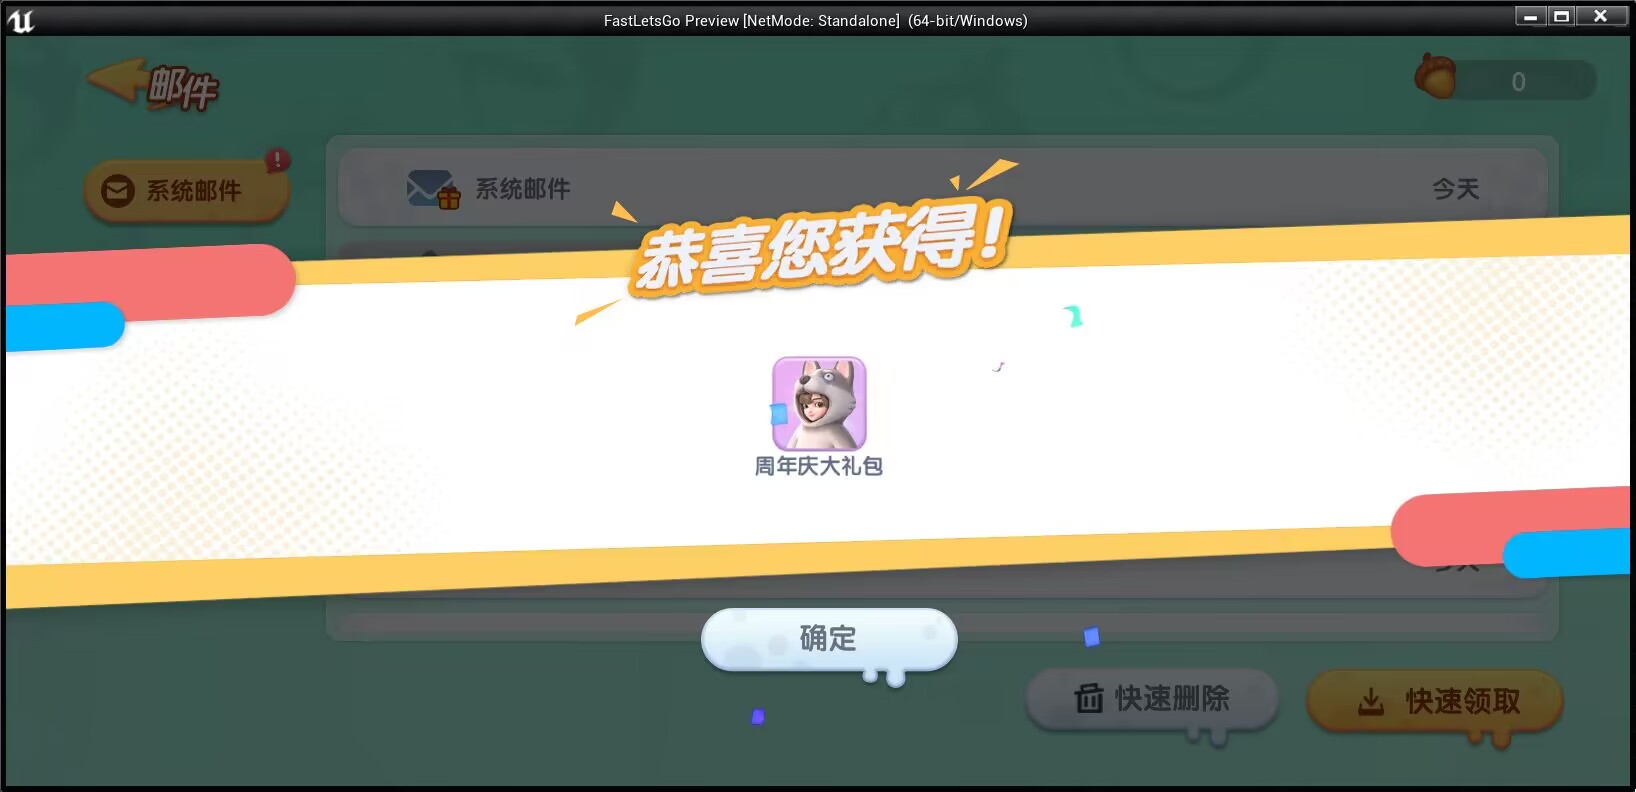 FastLetsGo Preview [NetMode: Standalone] (64-bit/Windows)
邮件
0
系统邮件
系统邮件
今天
恭喜您获得!
周年庆大礼包
确定
快速删除
快速领取